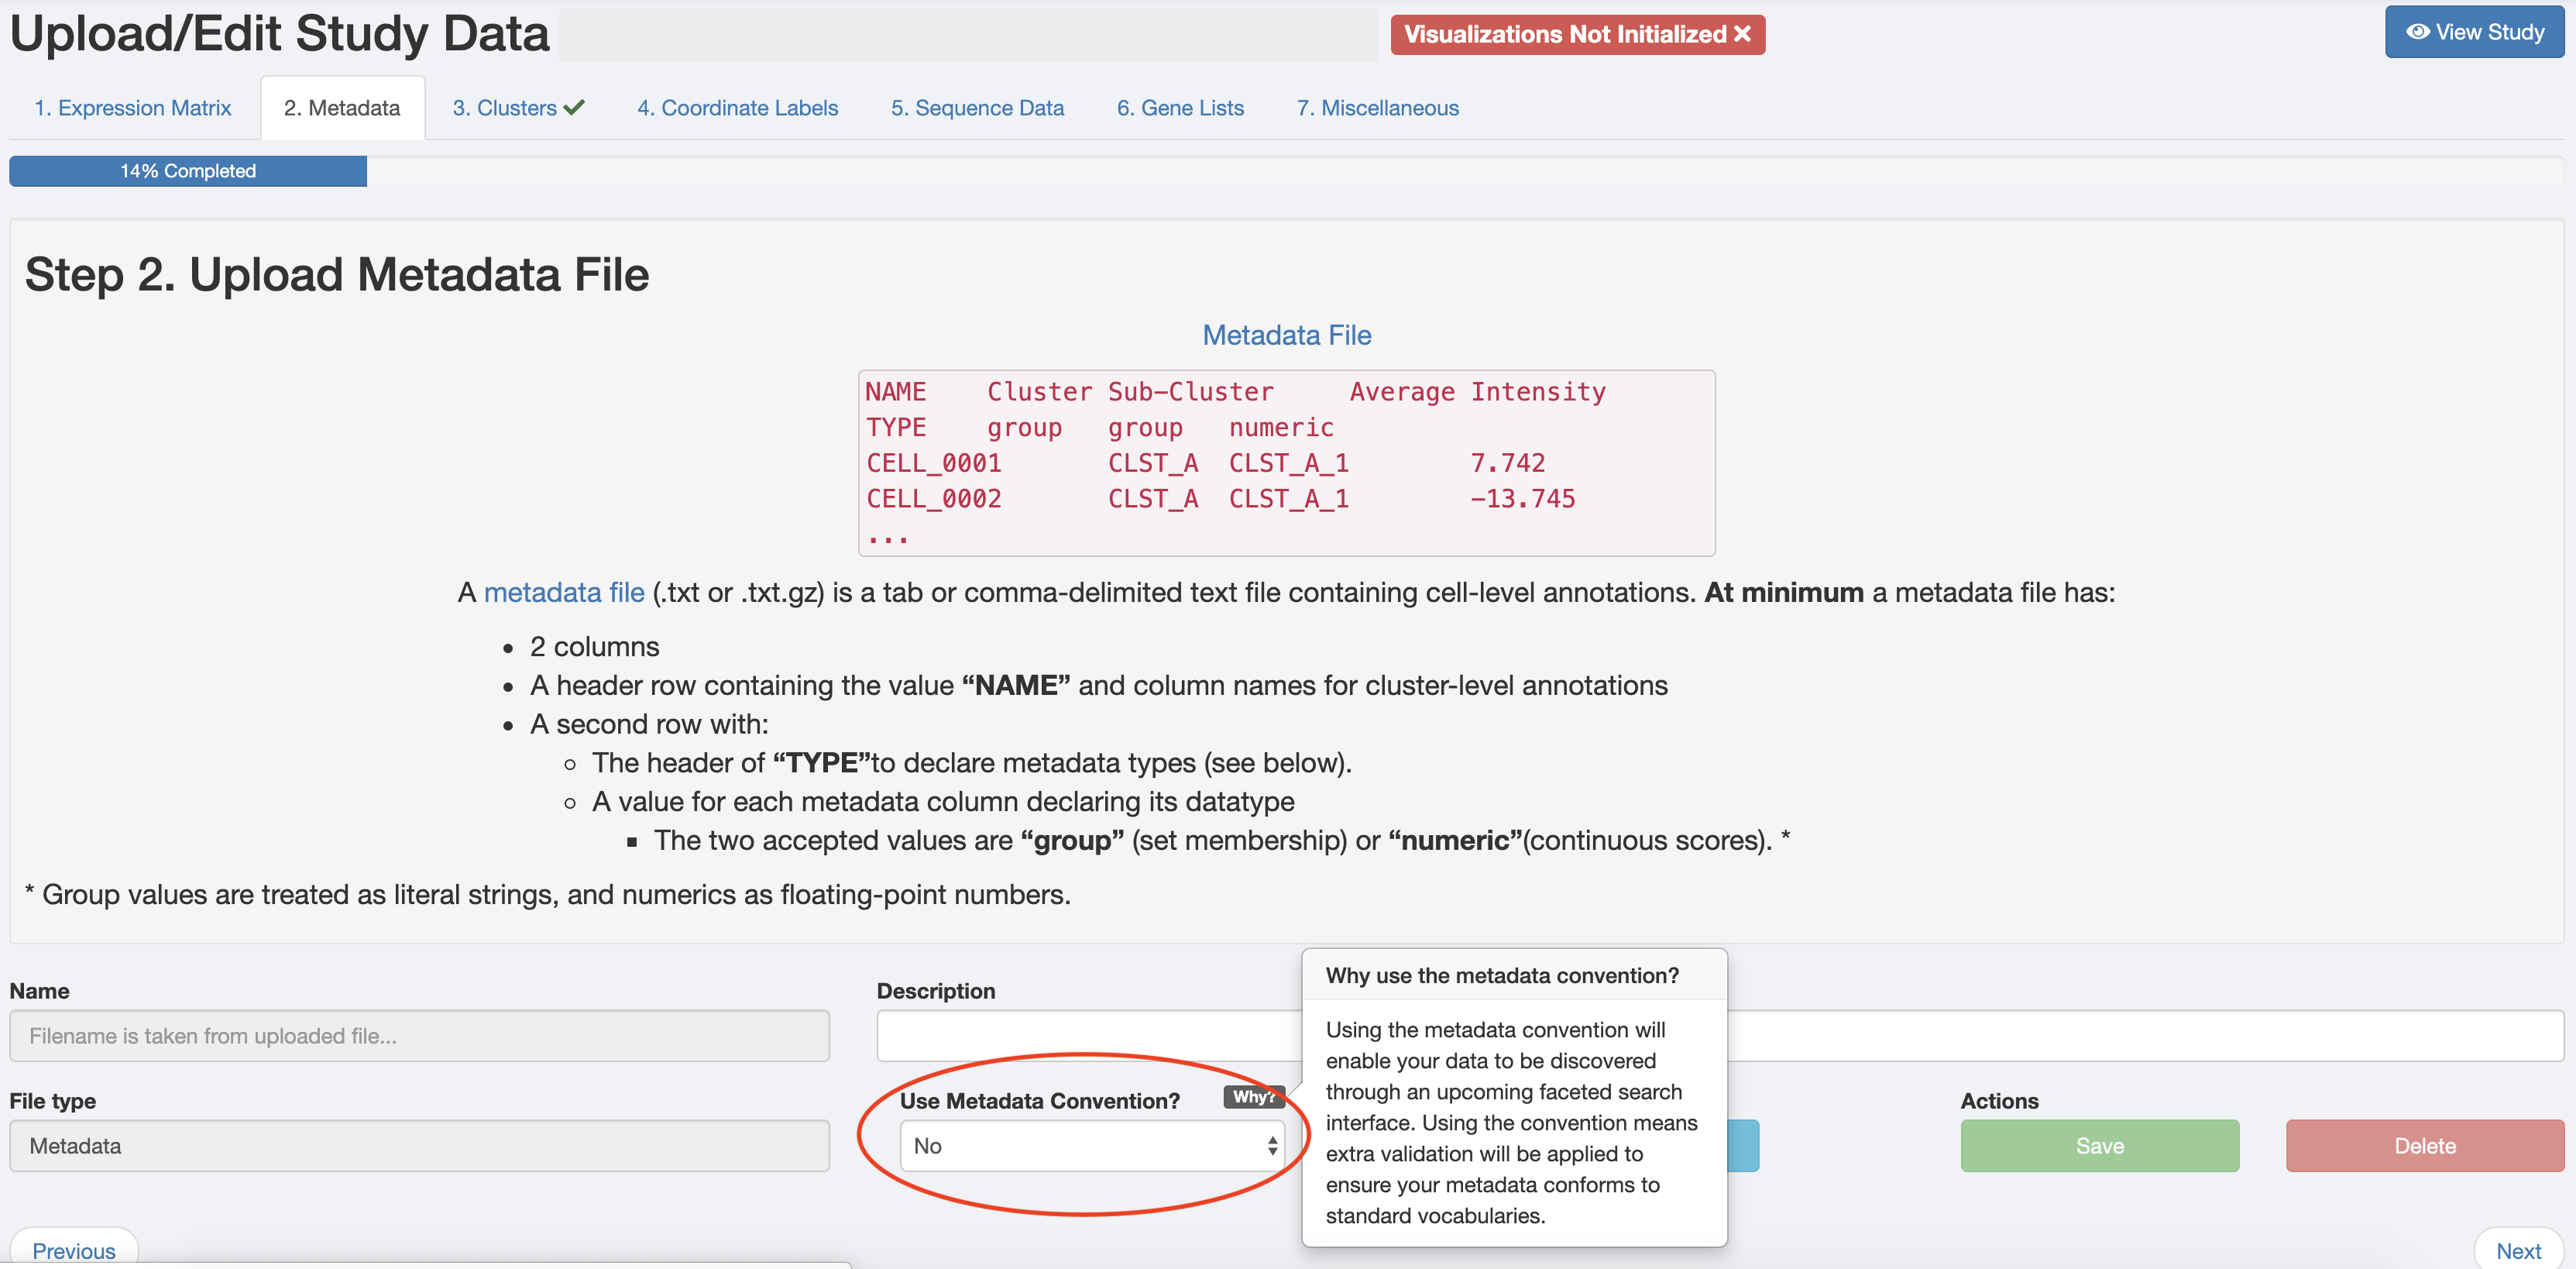 Upload/Edit Study Data
Visualizations Not Initialized ✕
View Study
1. Expression Matrix
2. Metadata
3. Clusters ✔
4. Coordinate Labels
5. Sequence Data
6. Gene Lists
7. Miscellaneous
14% Completed
Step 2. Upload Metadata File
Metadata File
NAME Cluster Sub-Cluster Average Intensity
TYPE group group numeric
CELL_0001 CLST_A CLST_A_1 7.742
CELL_0002 CLST_A CLST_A_1 -13.745
...
A metadata file (.txt or .txt.gz) is a tab or comma-delimited text file containing cell-level annotations. At minimum a metadata file has:
• 2 columns
• A header row containing the value “NAME” and column names for cluster-level annotations
• A second row with:
◦ The header of “TYPE”to declare metadata types (see below).
◦ A value for each metadata column declaring its datatype
▪ The two accepted values are “group” (set membership) or “numeric”(continuous scores). *
* Group values are treated as literal strings, and numerics as floating-point numbers.
Name
Filename is taken from uploaded file...
Description
File type
Metadata
Use Metadata Convention?
Why?
No
Why use the metadata convention?
Using the metadata convention will
enable your data to be discovered
through an upcoming faceted search
interface. Using the convention means
extra validation will be applied to
ensure your metadata conforms to
standard vocabularies.
Actions
Save
Delete
Previous
Next